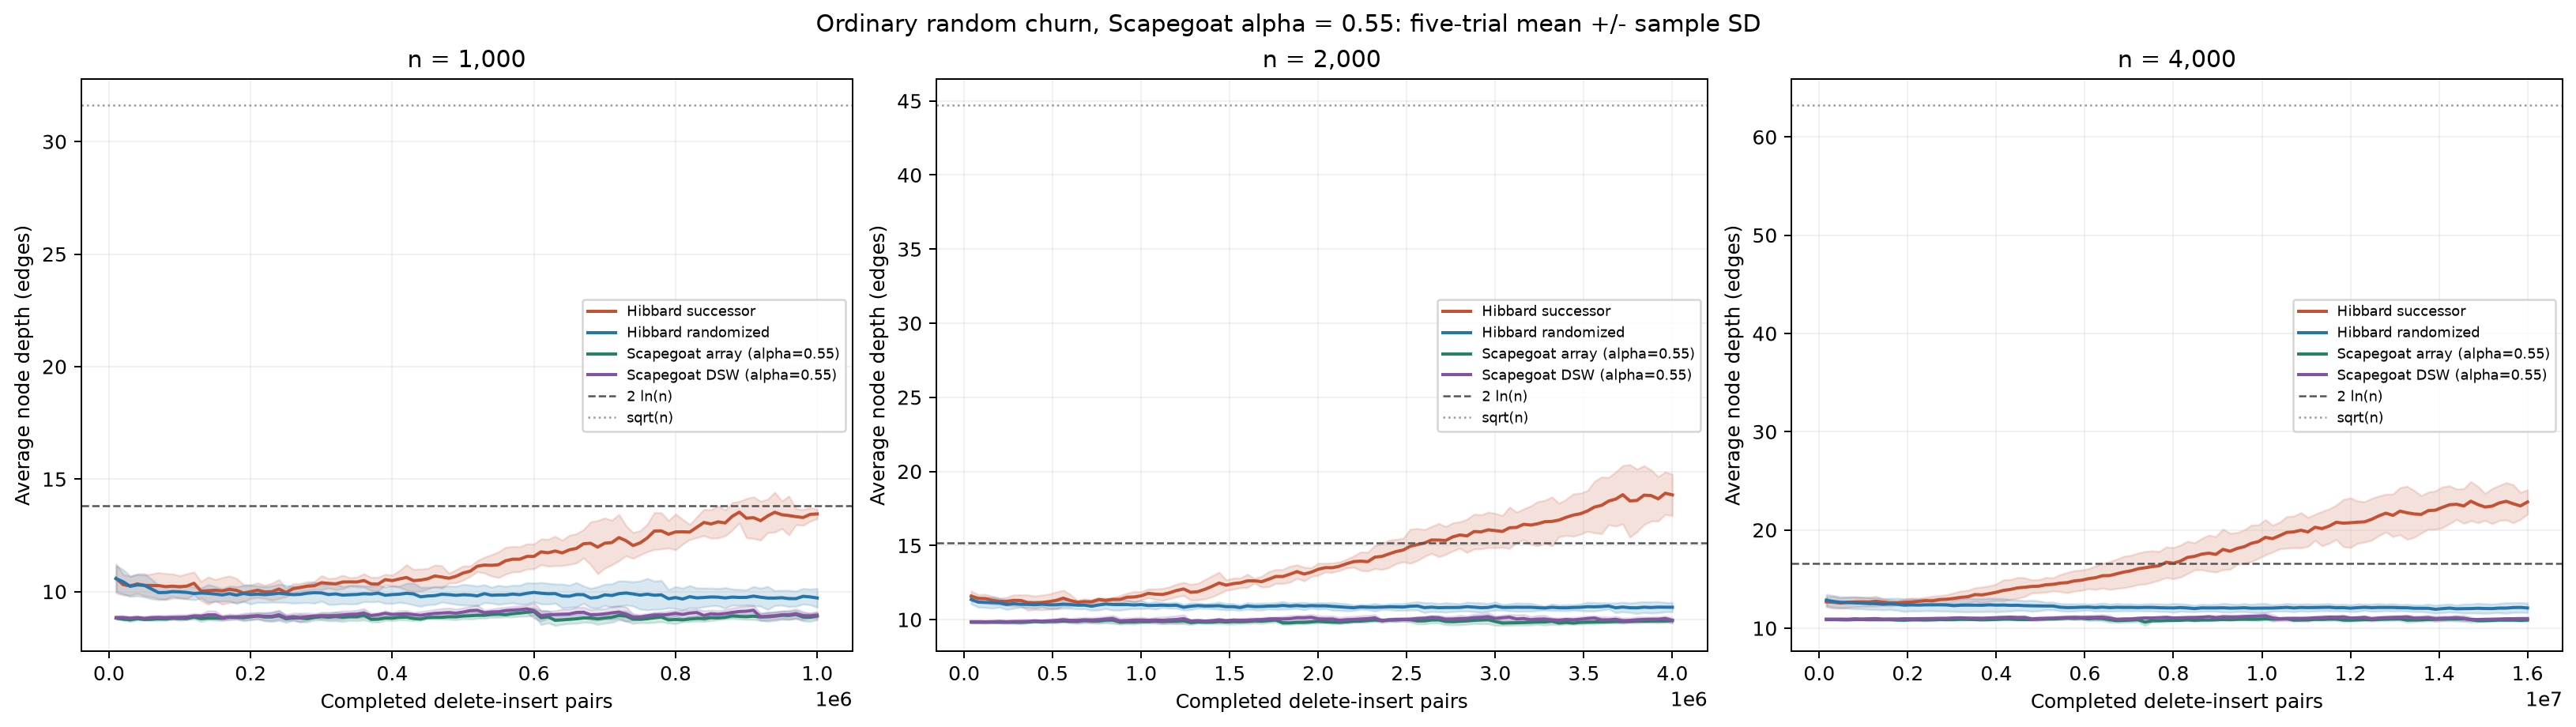 Ordinary random churn, Scapegoat alpha = 0.55: five-trial mean +/- sample SD
n = 1,000
Average node depth (edges)
30
25
20
15
10
Hibbard successor
Hibbard randomized
Scapegoat array (alpha=0.55)
Scapegoat DSW (alpha=0.55)
2 ln(n)
sqrt(n)
0.0 0.2 0.4 0.6 0.8 1.0
1e6
Completed delete-insert pairs
n = 2,000
Average node depth (edges)
45
40
35
30
25
20
15
10
Hibbard successor
Hibbard randomized
Scapegoat array (alpha=0.55)
Scapegoat DSW (alpha=0.55)
2 ln(n)
sqrt(n)
0.0 0.5 1.0 1.5 2.0 2.5 3.0 3.5 4.0
1e6
Completed delete-insert pairs
n = 4,000
Average node depth (edges)
60
50
40
30
20
10
Hibbard successor
Hibbard randomized
Scapegoat array (alpha=0.55)
Scapegoat DSW (alpha=0.55)
2 ln(n)
sqrt(n)
0.0 0.2 0.4 0.6 0.8 1.0 1.2 1.4 1.6
1e7
Completed delete-insert pairs